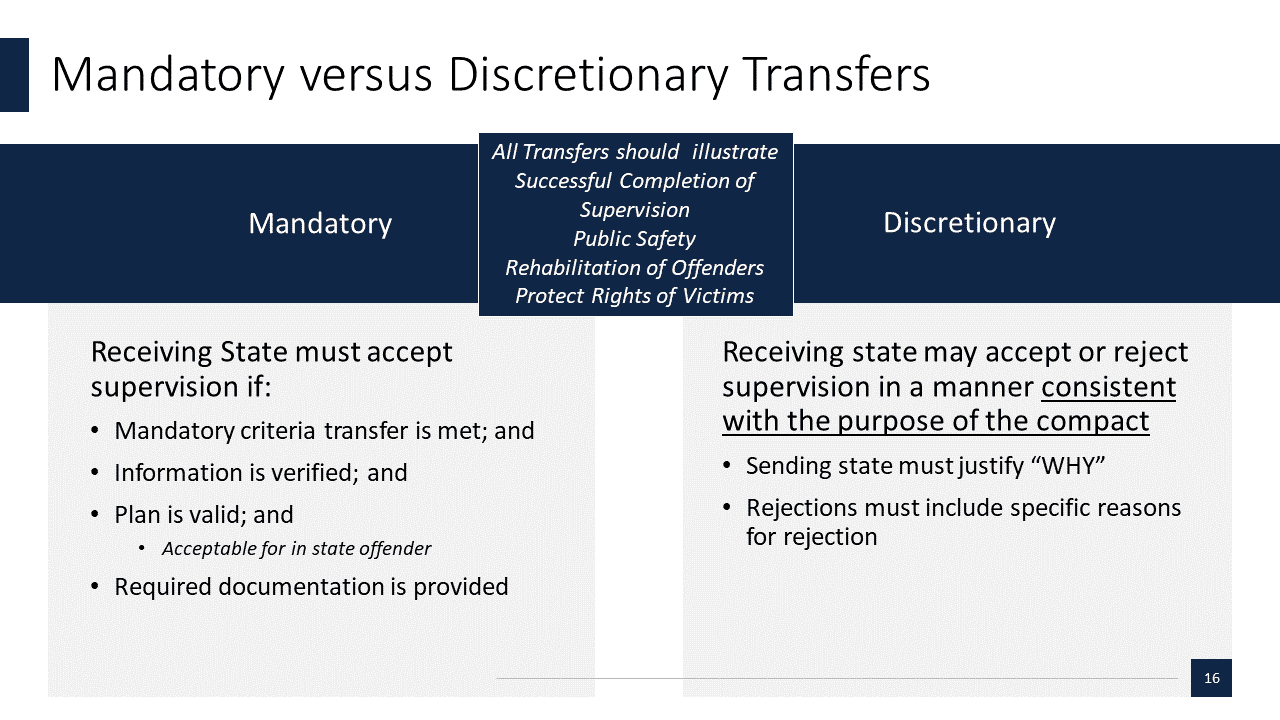 Mandatory versus Discretionary Transfers
Mandatory
All Transfers should illustrate
Successful Completion of
Supervision
Public Safety
Rehabilitation of Offenders
Protect Rights of Victims
Discretionary
Receiving State must accept
supervision if:
• Mandatory criteria transfer is met; and
• Information is verified; and
• Plan is valid; and
• Acceptable for in state offender
• Required documentation is provided
Receiving state may accept or reject
supervision in a manner consistent
with the purpose of the compact
• Sending state must justify “WHY”
• Rejections must include specific reasons
for rejection
16